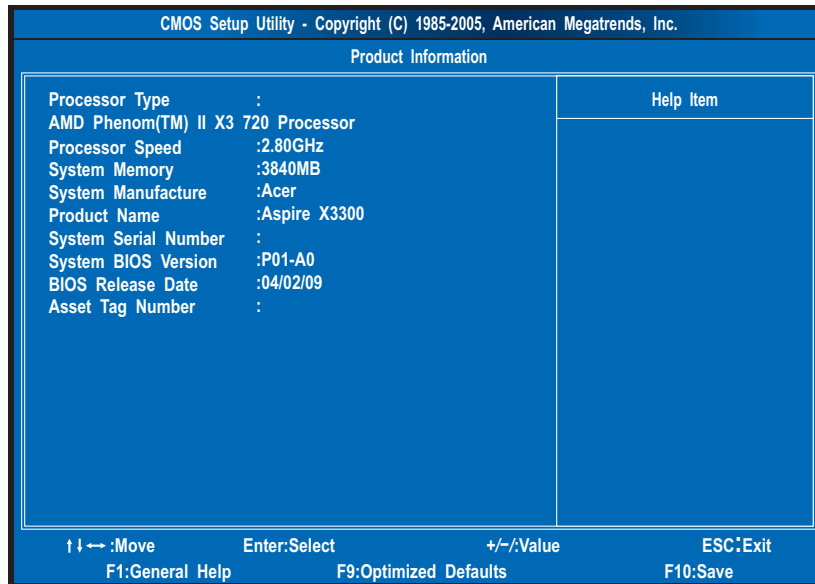 CMOS Setup Utility - Copyright (C) 1985-2005, American Megatrends, Inc.
Product Information
Processor Type :
AMD Phenom(TM) II X3 720 Processor
Processor Speed :2.80GHz
System Memory :3840MB
System Manufacture :Acer
Product Name :Aspire X3300
System Serial Number :
System BIOS Version :P01-A0
BIOS Release Date :04/02/09
Asset Tag Number :
Help Item
↑↓↔ :Move Enter:Select +/-/:Value ESC:Exit
F1:General Help F9:Optimized Defaults F10:Save